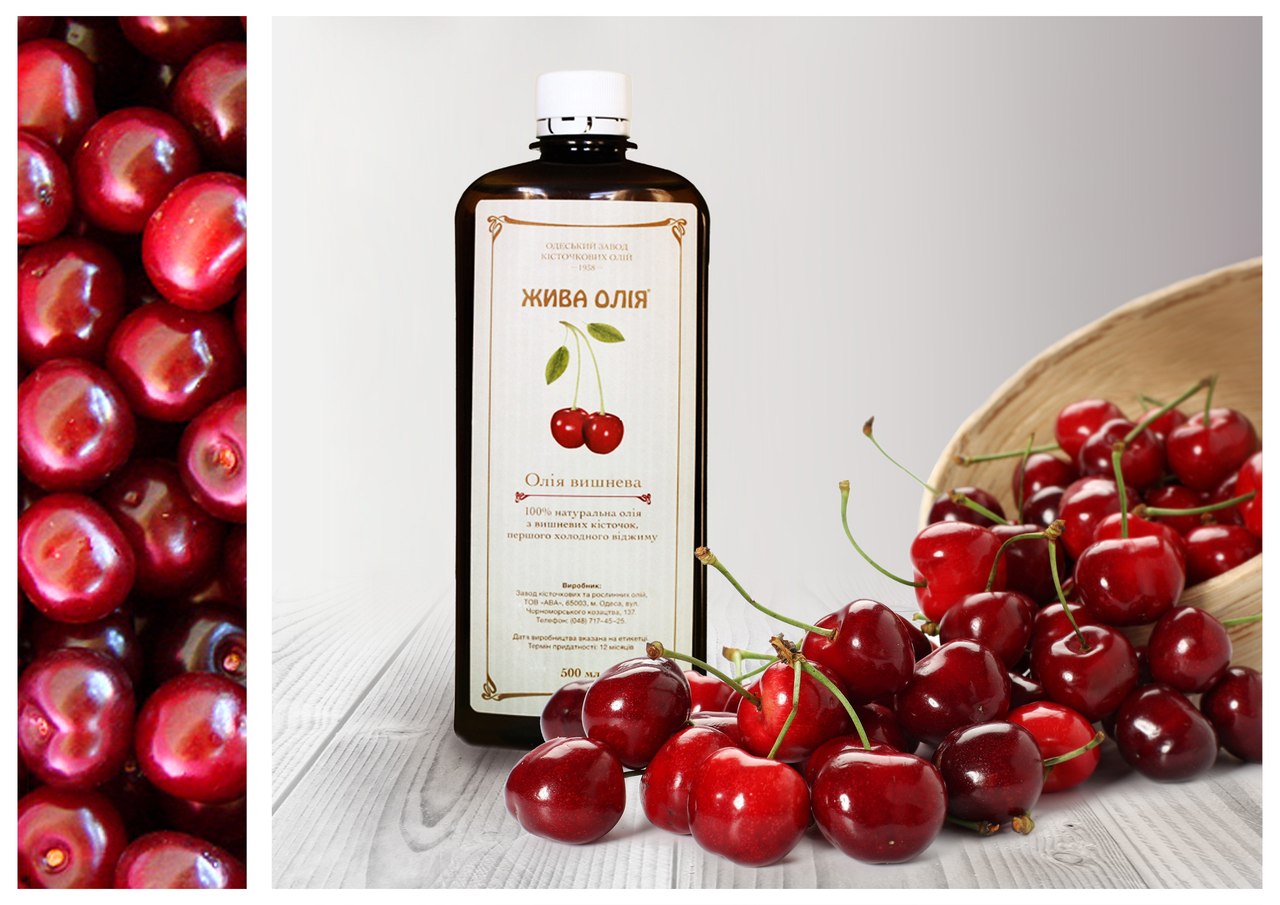 ОДЕСЬКИЙ ЗАВОД
КІСТОЧКОВИХ ОЛІЙ
—1958—
ЖИВА ОЛІЯ®
Олія вишнева
100% натуральна олія
з вишневих кісточок,
першого холодного віджиму
Виробник:
Завод кісточкових та рослинних олій,
ТОВ «АВА», 65003, м. Одеса, вул.
Чорноморського козацтва, 137.
Телефон: (048) 717-45-25.
Дата виробництва вказана на етикетці.
Термін придатності: 12 місяців
500 мл